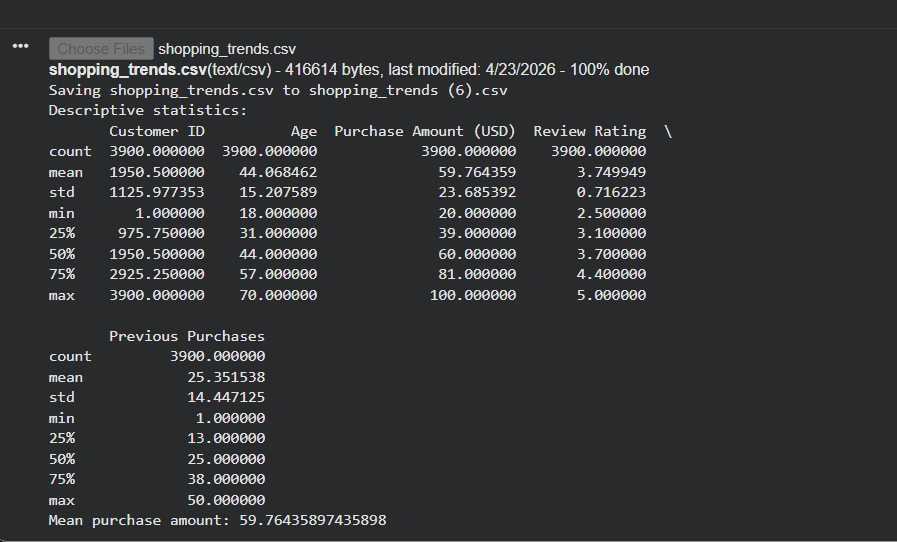 ••• Choose Files shopping_trends.csv
shopping_trends.csv(text/csv) - 416614 bytes, last modified: 4/23/2026 - 100% done
Saving shopping_trends.csv to shopping_trends (6).csv
Descriptive statistics:
       Customer ID          Age  Purchase Amount (USD)  Review Rating  \
count  3900.000000  3900.000000            3900.000000    3900.000000
mean   1950.500000    44.068462              59.764359       3.749949
std    1125.977353    15.207589              23.685392       0.716223
min       1.000000    18.000000              20.000000       2.500000
25%     975.750000    31.000000              39.000000       3.100000
50%    1950.500000    44.000000              60.000000       3.700000
75%    2925.250000    57.000000              81.000000       4.400000
max    3900.000000    70.000000             100.000000       5.000000
       Previous Purchases
count         3900.000000
mean            25.351538
std             14.447125
min              1.000000
25%             13.000000
50%             25.000000
75%             38.000000
max             50.000000
Mean purchase amount: 59.76435897435898